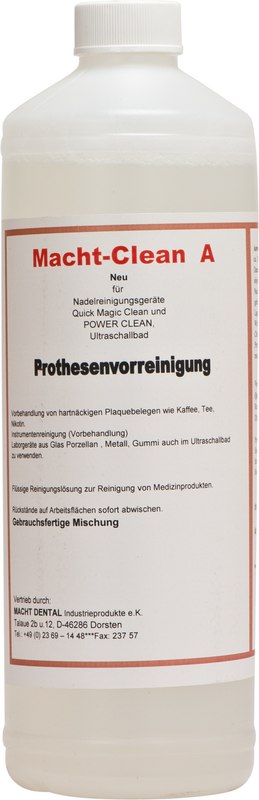 Macht-Clean A
Neu
für
Nadelreinigungsgeräte
Quick Magic Clean und
POWER CLEAN,
Ultraschallbad
Prothesenvorreinigung
Vorbehandlung von hartnäckigen Plaquebelegen wie Kaffee, Tee,
Nikotin.
Instrumentenreinigung (Vorbehandlung)
Laborgeräte aus Glas Porzellan , Metall, Gummi auch im Ultraschallbad
zu verwenden.
Flüssige Reinigungslösung zur Reinigung von Medizinprodukten.
Rückstände auf Arbeitsflächen sofort abwischen.
Gebrauchsfertige Mischung
Vertrieb durch:
MACHT DENTAL Industrieprodukte e.K.
Talaue 2b u.12, D-46286 Dorsten
Tel.: +49 (0) 23 69 – 14 48***Fax: 237 57